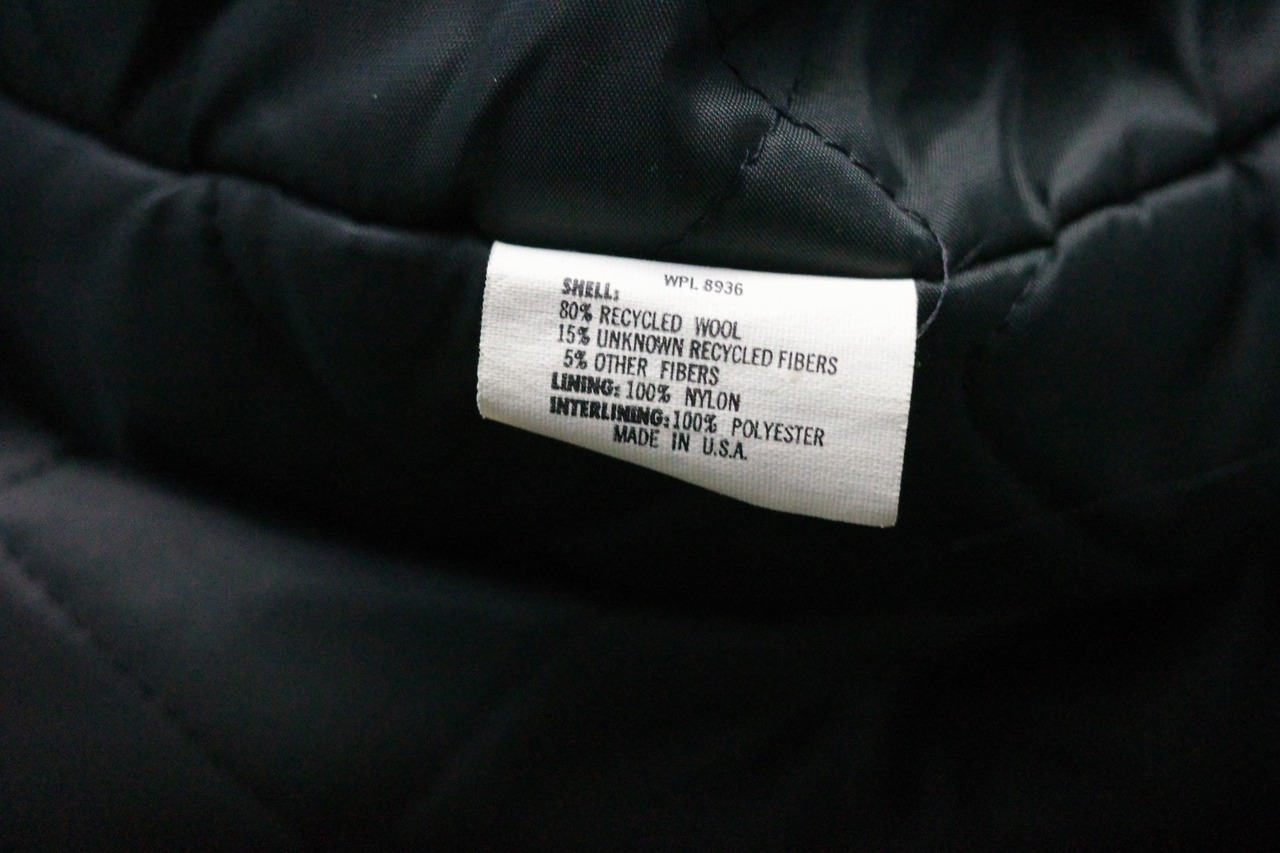 WPL 8936
SHELL:
80% RECYCLED WOOL
15% UNKNOWN RECYCLED FIBERS
5% OTHER FIBERS
LINING: 100% NYLON
INTERLINING: 100% POLYESTER
MADE IN U.S.A.